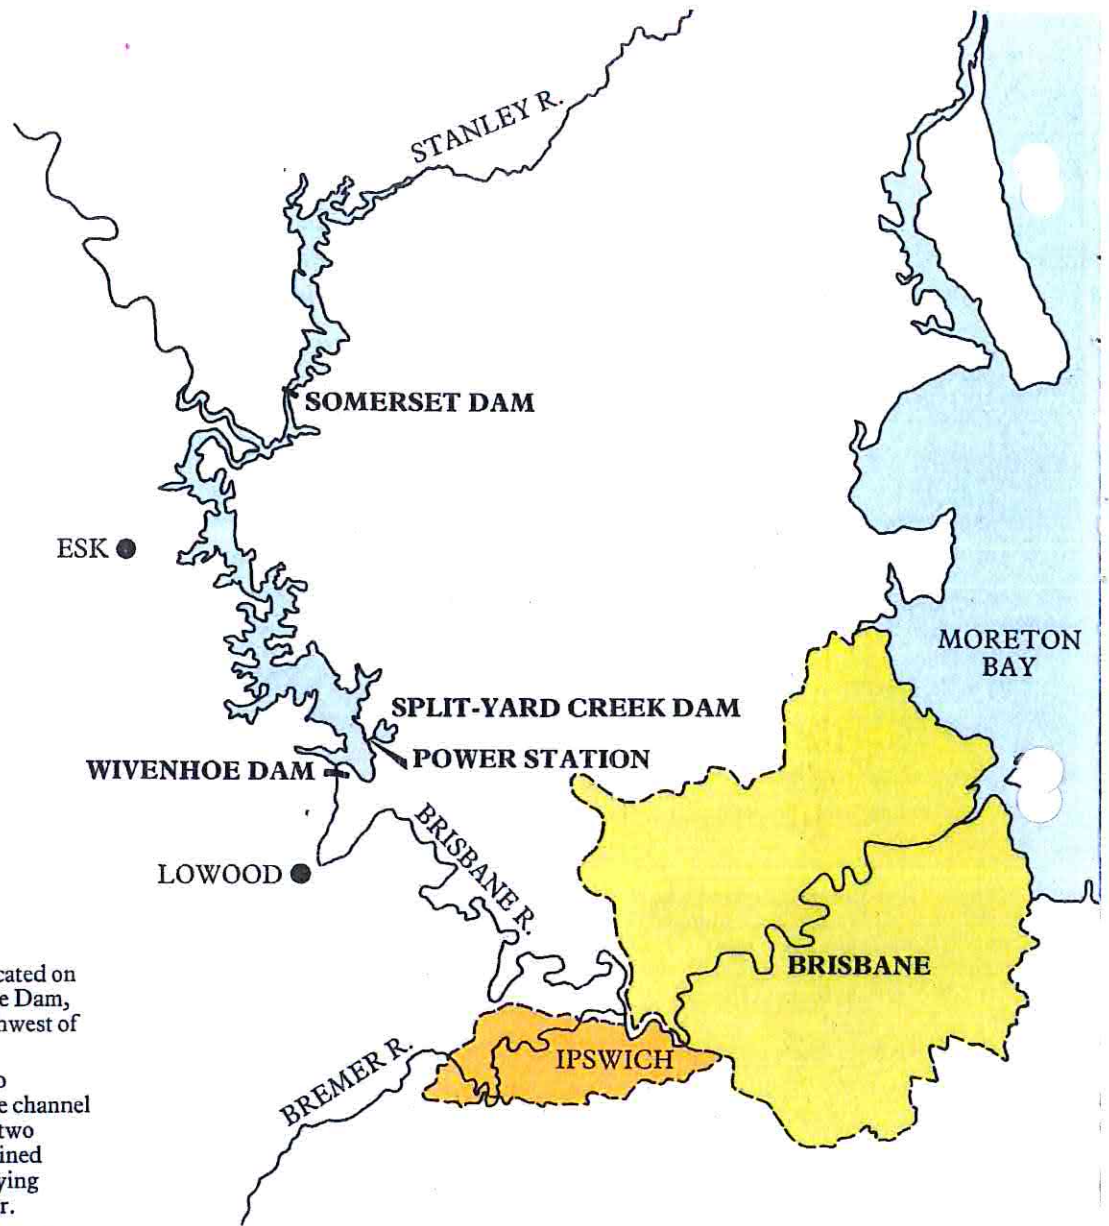 STANLEY R.
SOMERSET DAM
ESK
MORETON
BAY
SPLIT-YARD CREEK DAM
POWER STATION
WIVENHOE DAM
BRISBANE R.
LOWOOD
BRISBANE
IPSWICH
BREMER R.
cated on
e Dam,
nwest of
o
e channel
two
ined
ying
r.